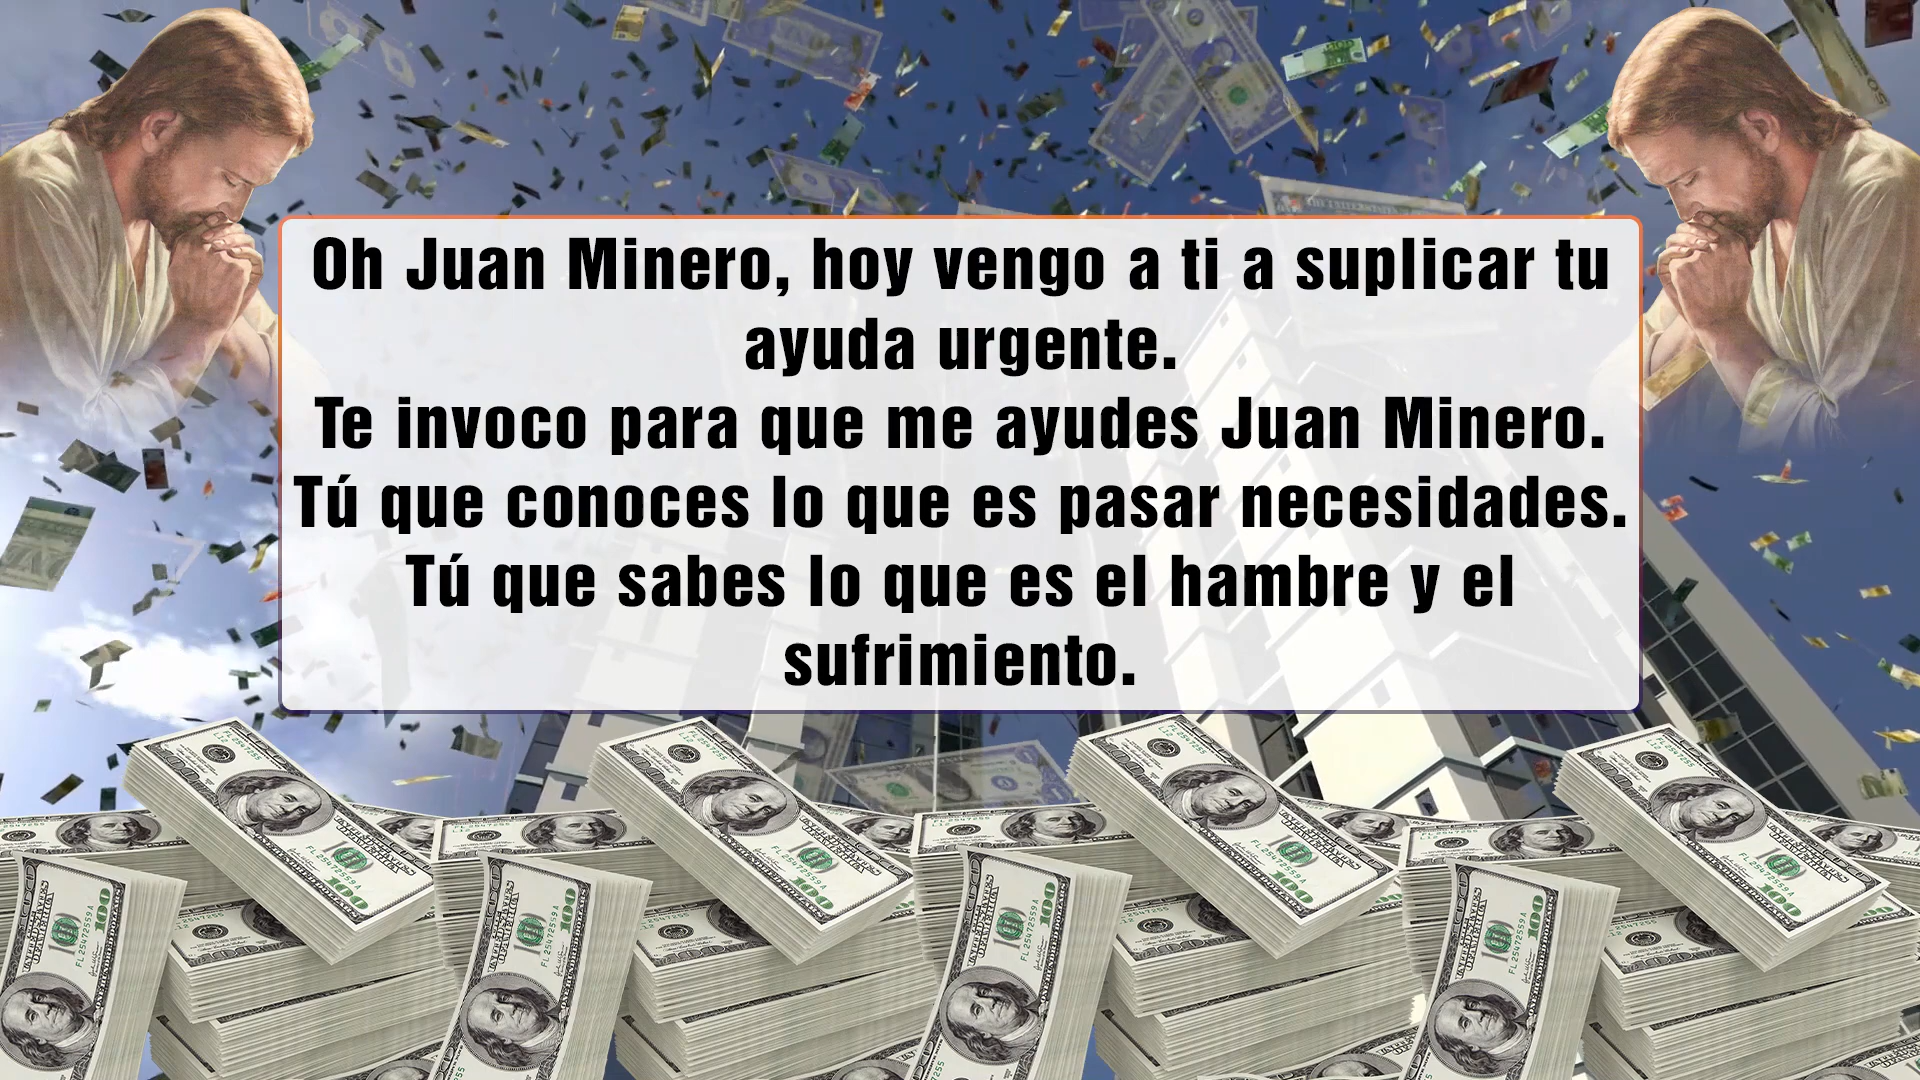 Oh Juan Minero, hoy vengo a ti a suplicar tu
ayuda urgente.
Te invoco para que me ayudes Juan Minero.
Tú que conoces lo que es pasar necesidades.
Tú que sabes lo que es el hambre y el
sufrimiento.